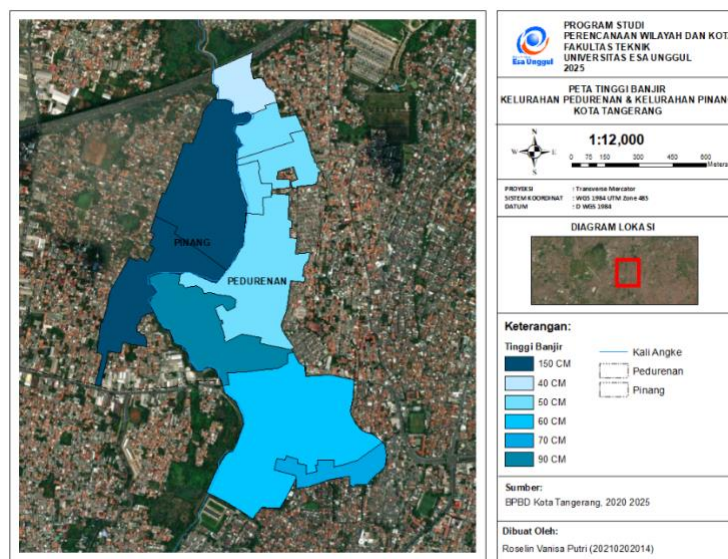 PINANG
PEDURENAN
Esa Unggul
PROGRAM STUDI
PERENCANAAN WILAYAH DAN KOTA
FAKULTAS TEKNIK
UNIVERSITAS ESA UNGGUL
2025
PETA TINGGI BANJIR
KELURAHAN PEDURENAN & KELURAHAN PINANG
KOTA TANGERANG
N
W E
S
1:12,000
0 75 150 300 450 600
Meters
PROYEKSI : Transverse Mercator
SISTEM KOORDINAT : WGS 1984 UTM Zone 48S
DATUM : D WGS 1984
DIAGRAM LOKASI
Keterangan:
Tinggi Banjir
150 CM
40 CM
50 CM
60 CM
70 CM
90 CM
Kali Angke
Pedurenan
Pinang
Sumber:
BPBD Kota Tangerang, 2020 2025
Dibuat Oleh:
Roselin Vanisa Putri (20210202014)